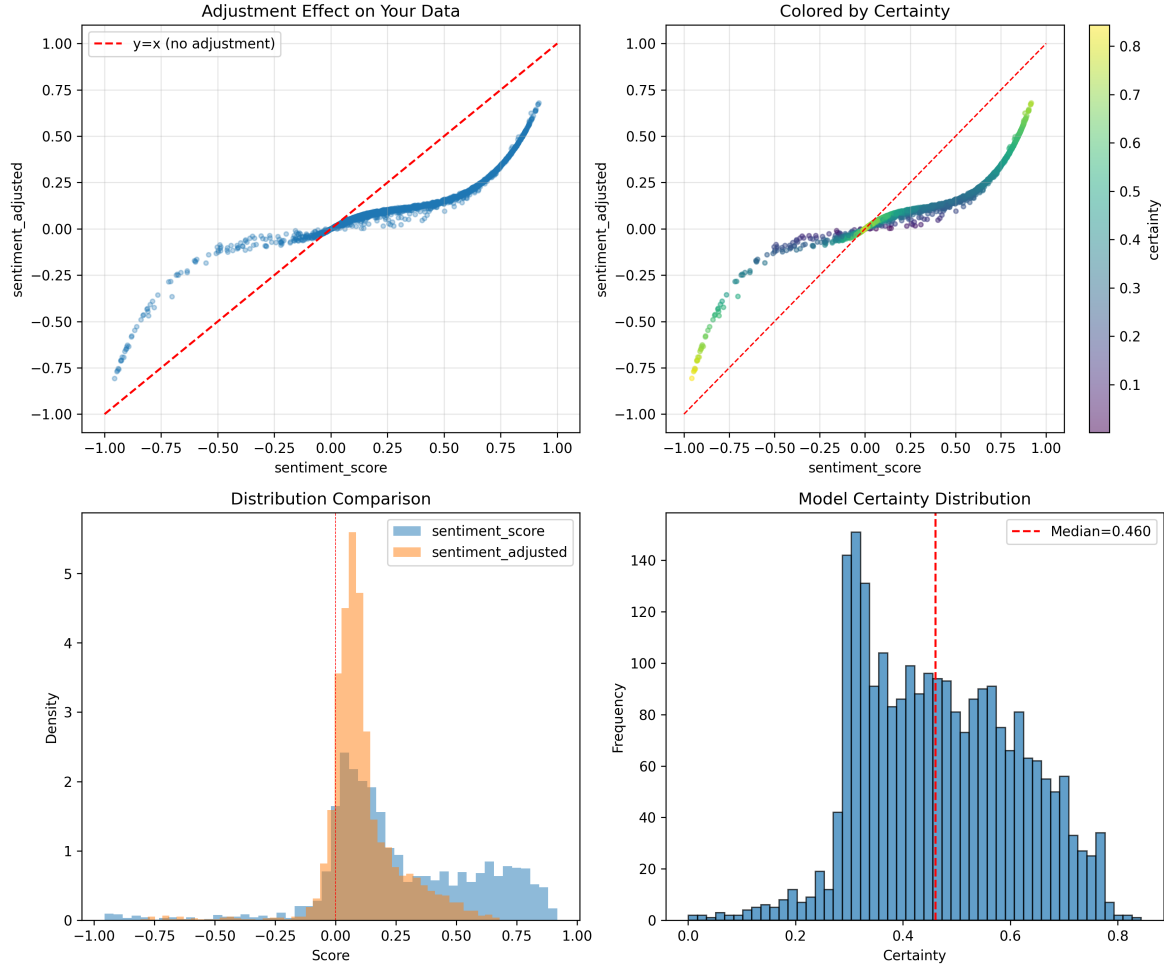 Adjustment Effect on Your Data
y=x (no adjustment)
1.00
0.75
0.50
0.25
0.00
−0.25
−0.50
−0.75
−1.00
sentiment_adjusted
−1.00 −0.75 −0.50 −0.25 0.00 0.25 0.50 0.75 1.00
sentiment_score
Colored by Certainty
1.00
0.75
0.50
0.25
0.00
−0.25
−0.50
−0.75
−1.00
sentiment_adjusted
−1.00 −0.75 −0.50 −0.25 0.00 0.25 0.50 0.75 1.00
sentiment_score
0.8
0.7
0.6
0.5
0.4
0.3
0.2
0.1
certainty
Distribution Comparison
sentiment_score
sentiment_adjusted
5
4
3
2
1
0
Density
−1.00 −0.75 −0.50 −0.25 0.00 0.25 0.50 0.75 1.00
Score
Model Certainty Distribution
Median=0.460
140
120
100
80
60
40
20
0
Frequency
0.0 0.2 0.4 0.6 0.8
Certainty